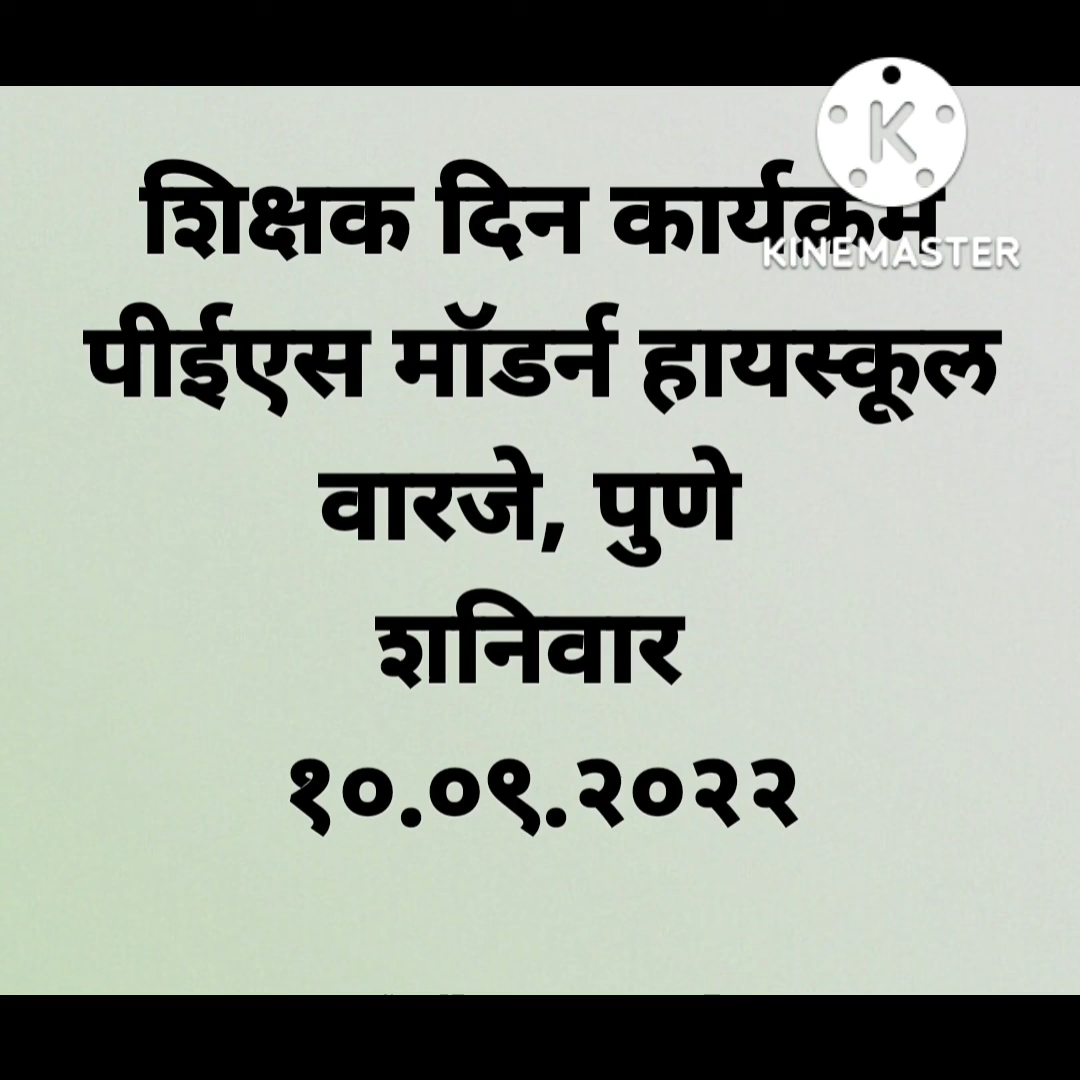 शिक्षक दिन कार्यक्रम
पीईएस मॉडर्न हायस्कूल
वारजे, पुणे
शनिवार
१०.०९.२०२२
K
KINEMASTER